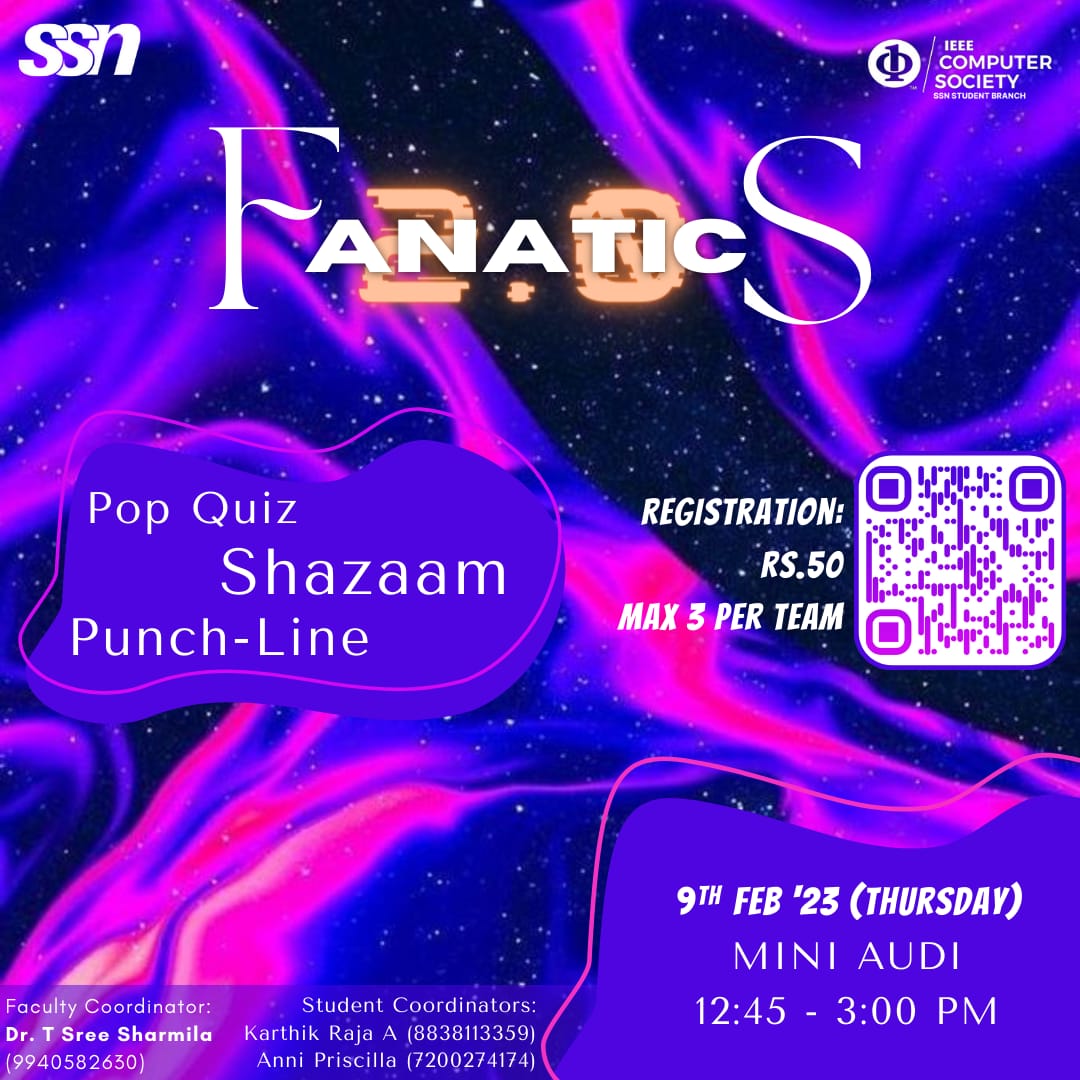 ssn
IEEE
COMPUTER
SOCIETY
SSN STUDENT BRANCH
FANATICS
2.0
Pop Quiz
Shazaam
Punch-Line
REGISTRATION:
RS.50
MAX 3 PER TEAM
9TH FEB '23 (THURSDAY)
MINI AUDI
12:45 - 3:00 PM
Faculty Coordinator:
Dr. T Sree Sharmila
(9940582630)
Student Coordinators:
Karthik Raja A (8838113359)
Anni Priscilla (7200274174)